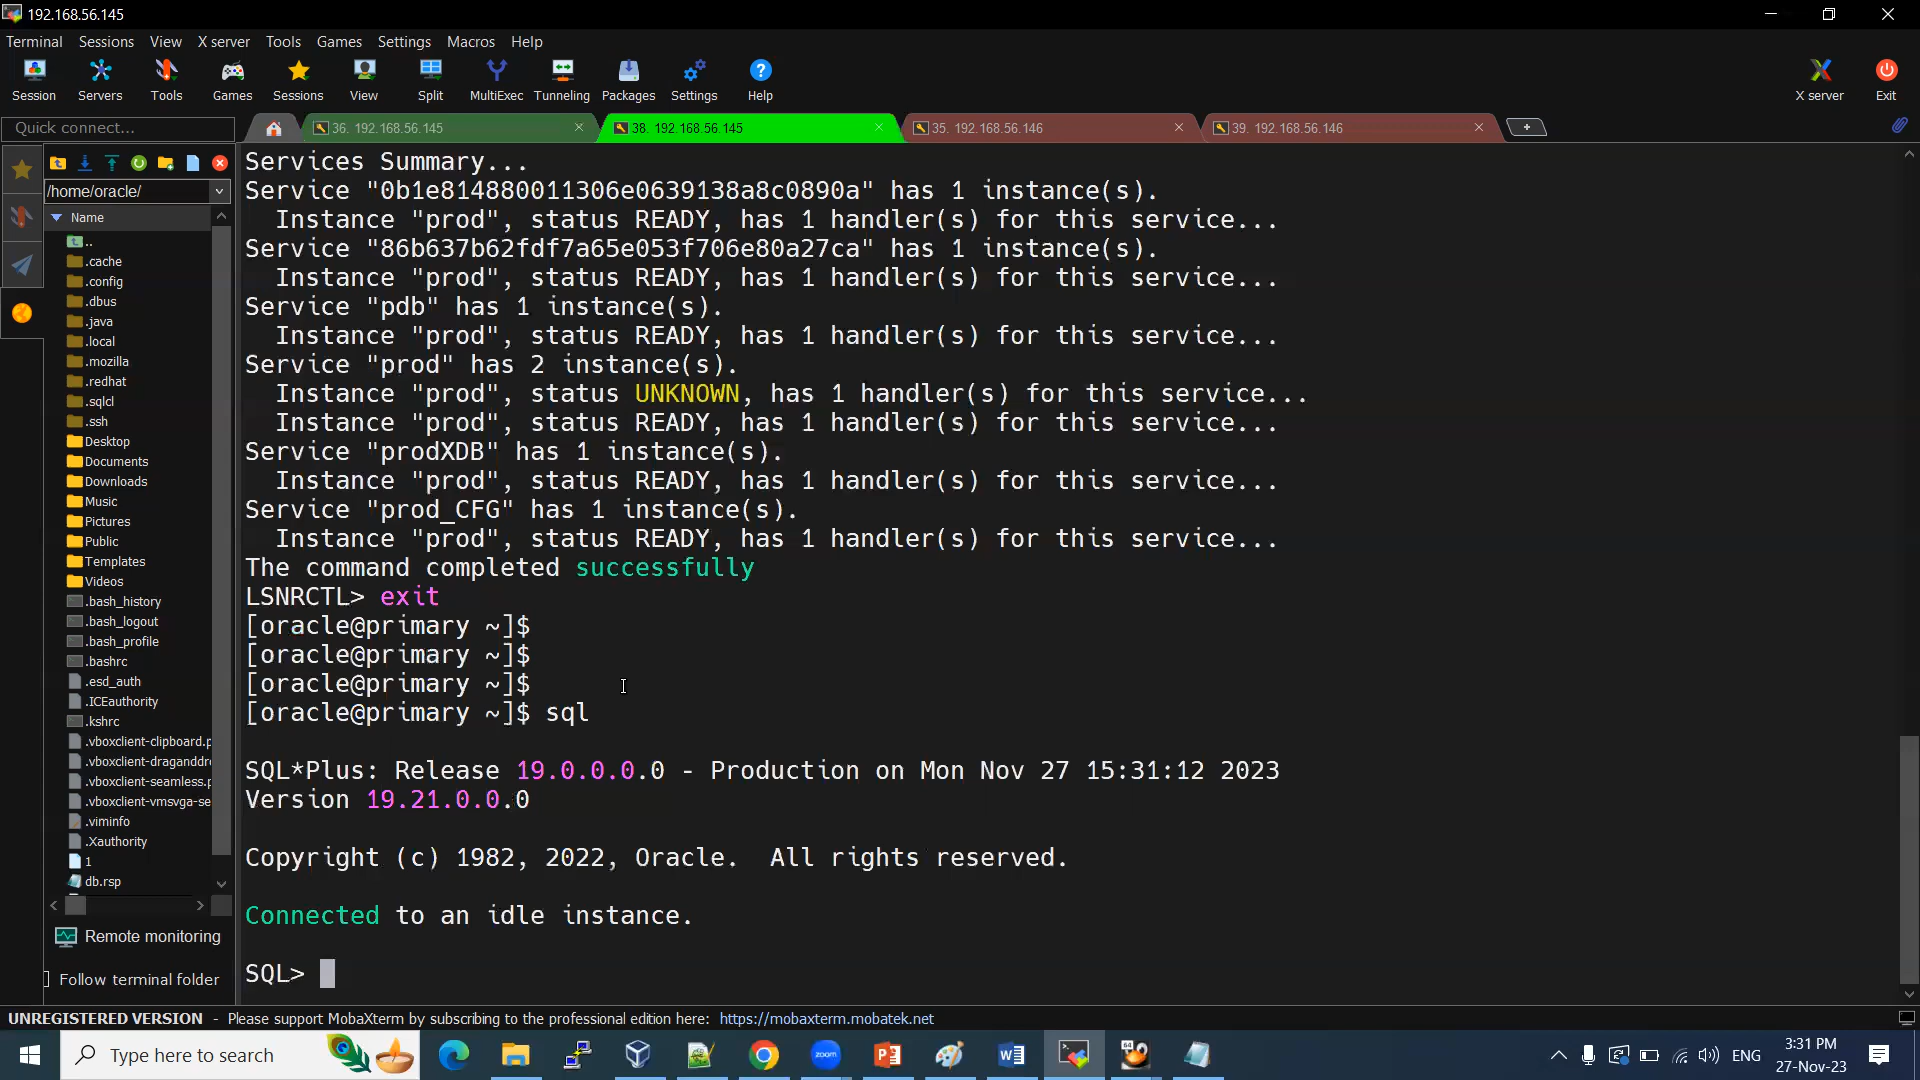 192.168.56.145
Terminal Sessions View X server Tools Games Settings Macros Help
Session Servers Tools Games Sessions View Split MultiExec Tunneling Packages Settings Help X server Exit
Quick connect...
36. 192.168.56.145
38. 192.168.56.145
35. 192.168.56.146
39. 192.168.56.146
/home/oracle/
Name
..
.cache
.config
.dbus
.java
.local
.mozilla
.redhat
.sqlcl
.ssh
Desktop
Documents
Downloads
Music
Pictures
Public
Templates
Videos
.bash_history
.bash_logout
.bash_profile
.bashrc
.esd_auth
.ICEauthority
.kshrc
.vboxclient-clipboard.p
.vboxclient-draganddr
.vboxclient-seamless.p
.vboxclient-vmsvga-se
.viminfo
.Xauthority
1
db.rsp
Remote monitoring
Follow terminal folder
Services Summary...
Service "0b1e814880011306e0639138a8c0890a" has 1 instance(s).
Instance "prod", status READY, has 1 handler(s) for this service...
Service "86b637b62fdf7a65e053f706e80a27ca" has 1 instance(s).
Instance "prod", status READY, has 1 handler(s) for this service...
Service "pdb" has 1 instance(s).
Instance "prod", status READY, has 1 handler(s) for this service...
Service "prod" has 2 instance(s).
Instance "prod", status UNKNOWN, has 1 handler(s) for this service...
Instance "prod", status READY, has 1 handler(s) for this service...
Service "prodXDB" has 1 instance(s).
Instance "prod", status READY, has 1 handler(s) for this service...
Service "prod_CFG" has 1 instance(s).
Instance "prod", status READY, has 1 handler(s) for this service...
The command completed successfully
LSNRCTL> exit
[oracle@primary ~]$
[oracle@primary ~]$
[oracle@primary ~]$
[oracle@primary ~]$ sql
SQL*Plus: Release 19.0.0.0.0 - Production on Mon Nov 27 15:31:12 2023
Version 19.21.0.0.0
Copyright (c) 1982, 2022, Oracle.  All rights reserved.
Connected to an idle instance.
SQL>
UNREGISTERED VERSION - Please support MobaXterm by subscribing to the professional edition here: https://mobaxterm.mobatek.net
Type here to search
zoom
ENG
3:31 PM
27-Nov-23